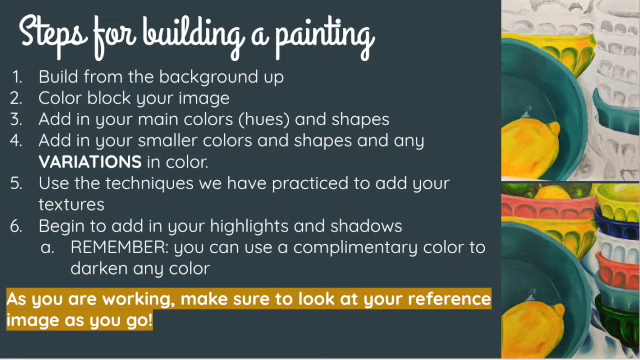 Steps for building a painting
1. Build from the background up
2. Color block your image
3. Add in your main colors (hues) and shapes
4. Add in your smaller colors and shapes and any
VARIATIONS in color.
5. Use the techniques we have practiced to add your
textures
6. Begin to add in your highlights and shadows
a. REMEMBER: you can use a complimentary color to
darken any color
As you are working, make sure to look at your reference
image as you go!